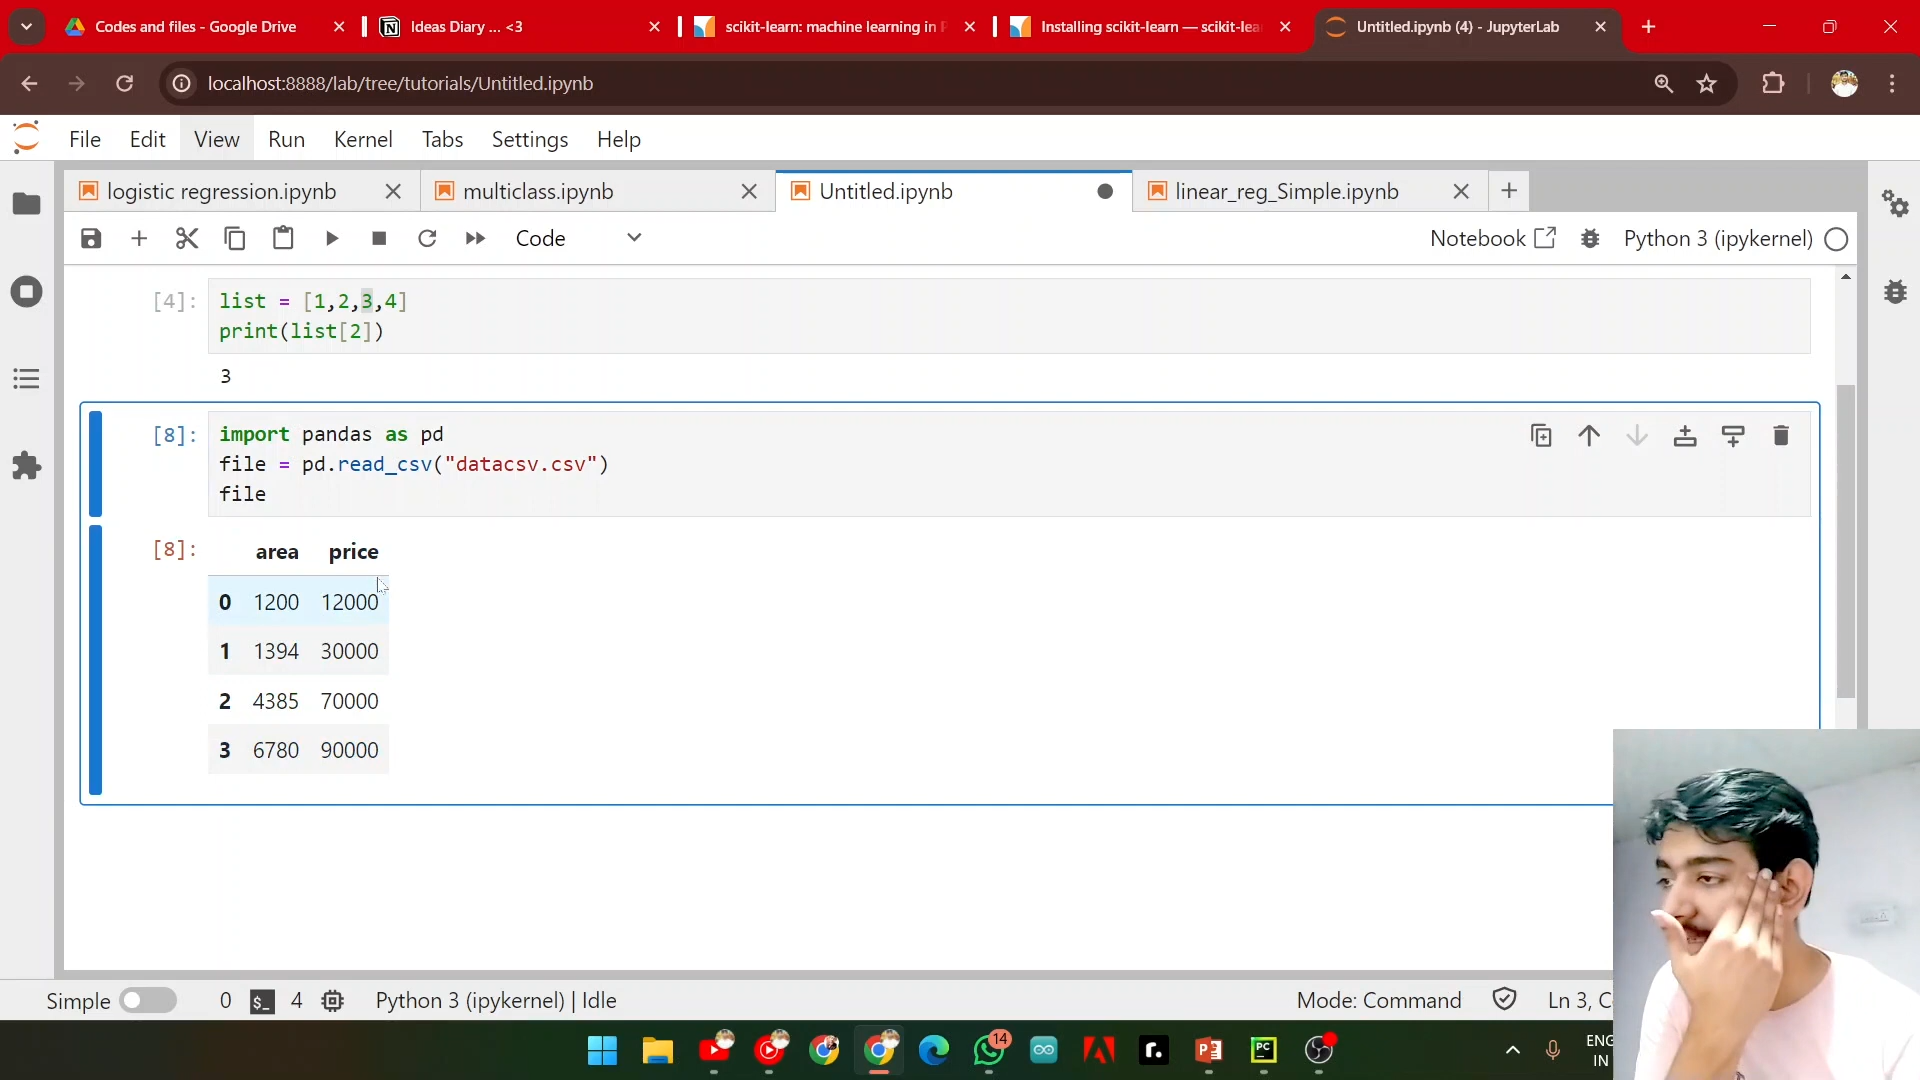 Codes and files - Google Drive
Ideas Diary ... <3
scikit-learn: machine learning in P
Installing scikit-learn — scikit-lea
Untitled.ipynb (4) - JupyterLab
localhost:8888/lab/tree/tutorials/Untitled.ipynb
File Edit View Run Kernel Tabs Settings Help
logistic regression.ipynb
multiclass.ipynb
Untitled.ipynb
linear_reg_Simple.ipynb
Code
Notebook
Python 3 (ipykernel)
[4]: list = [1,2,3,4]
print(list[2])
3
[8]: import pandas as pd
file = pd.read_csv("datacsv.csv")
file
[8]: area price
0 1200 12000
1 1394 30000
2 4385 70000
3 6780 90000
Simple 0 $_ 4 Python 3 (ipykernel) | Idle
Mode: Command Ln 3, C
14
PC
ENG
IN